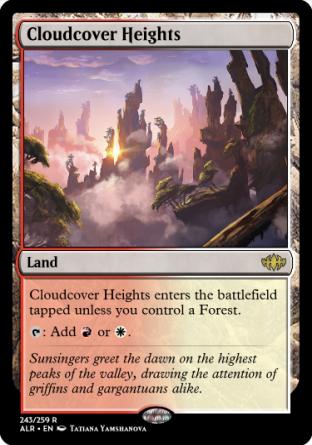 Cloudcover Heights
Land
Cloudcover Heights enters the battlefield
tapped unless you control a Forest.
: Add or .
Sunsingers greet the dawn on the highest
peaks of the valley, drawing the attention of
griffins and gargantuans alike.
243/259 R
ALR • EN Tatiana Yamshanova